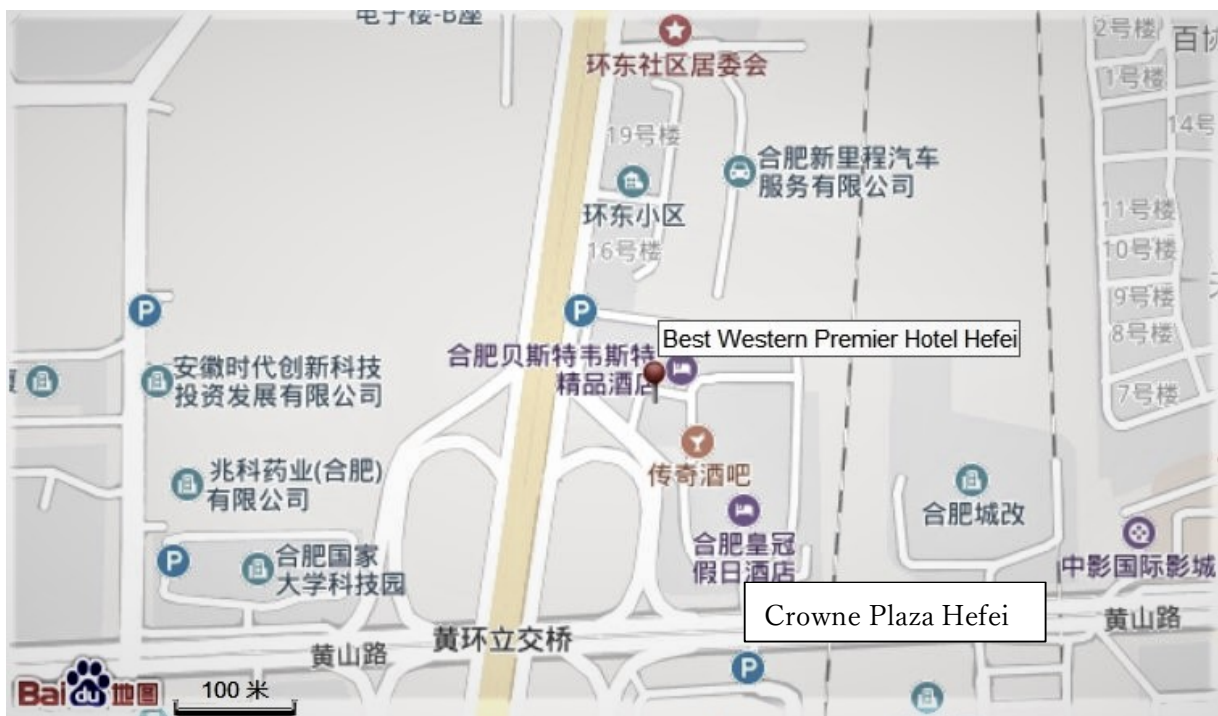 电子楼-B座
环东社区居委会
2号楼
1号楼
14号
19号楼
合肥新里程汽车
服务有限公司
环东小区
11号楼
16号楼
10号楼
9号楼
P
P
8号楼
Best Western Premier Hotel Hefei
合肥贝斯特韦斯特
精品酒店
安徽时代创新科技
投资发展有限公司
7号楼
传奇酒吧
兆科药业(合肥)
有限公司
合肥城改
合肥皇冠
假日酒店
合肥国家
大学科技园
P
中影国际影城
Crowne Plaza Hefei
黄山路
黄环立交桥
黄山路
P
Bai du 地图
100 米